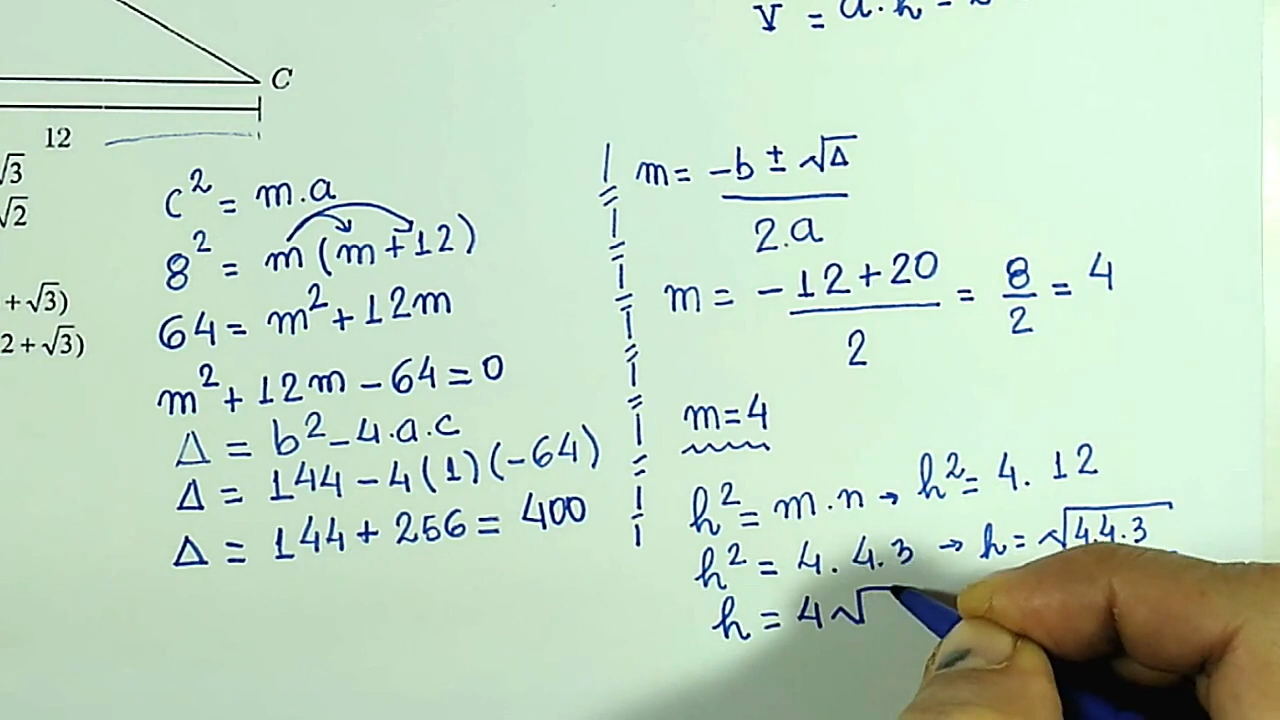 V = a.h =
C
12
√3
√2
+ √3)
2 + √3)
c² = m.a
8² = m(m+12)
64 = m² + 12m
m² + 12m - 64 = 0
Δ = b² - 4.a.c
Δ = 144 - 4(1)(-64)
Δ = 144 + 256 = 400
m = -b ± √Δ
2.a
m = -12 + 20 = 8 = 4
2 2
m = 4
h² = m.n → h² = 4.12
h² = 4.4.3 → h = √4.4.3
h = 4√